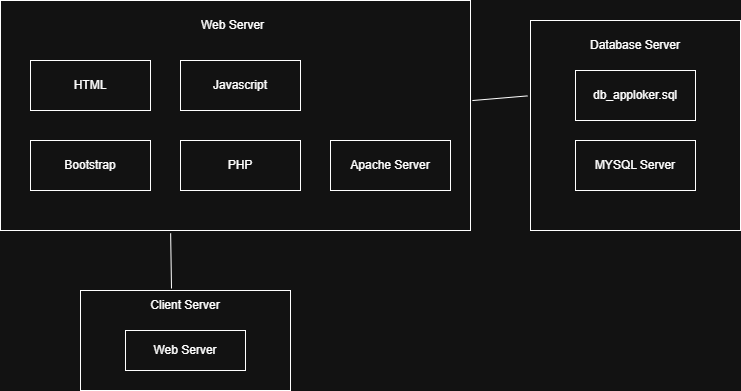 Web Server
HTML
Javascript
Bootstrap
PHP
Apache Server
Database Server
db_apploker.sql
MYSQL Server
Client Server
Web Server